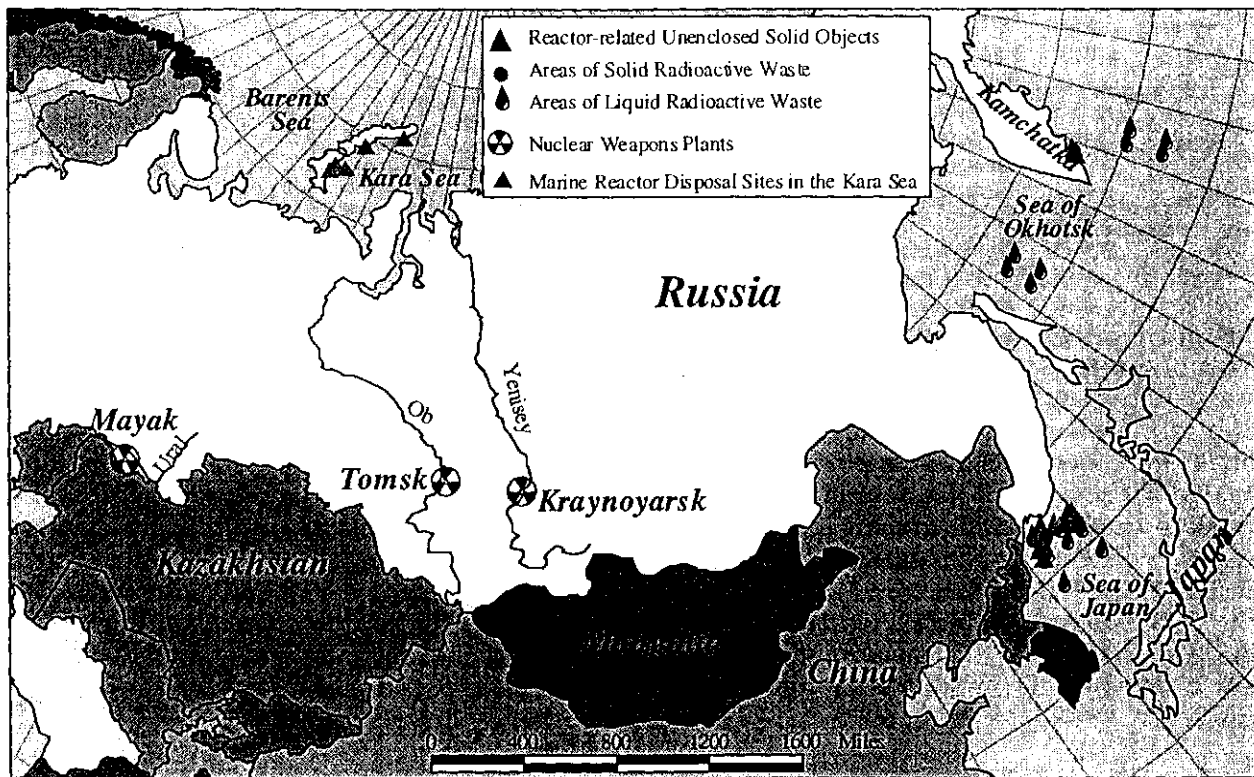 Reactor-related Unenclosed Solid Objects
Areas of Solid Radioactive Waste
Areas of Liquid Radioactive Waste
Nuclear Weapons Plants
Marine Reactor Disposal Sites in the Kara Sea
Barents
Sea
Kara Sea
Kamchatka
Sea of
Okhotsk
Russia
Yenisey
Ob
Mayak
Ural
Tomsk
Kraynoyarsk
Kazakhstan
Mongolia
China
Sea of
Japan
Japan
0 400 800 1200 1600 Miles